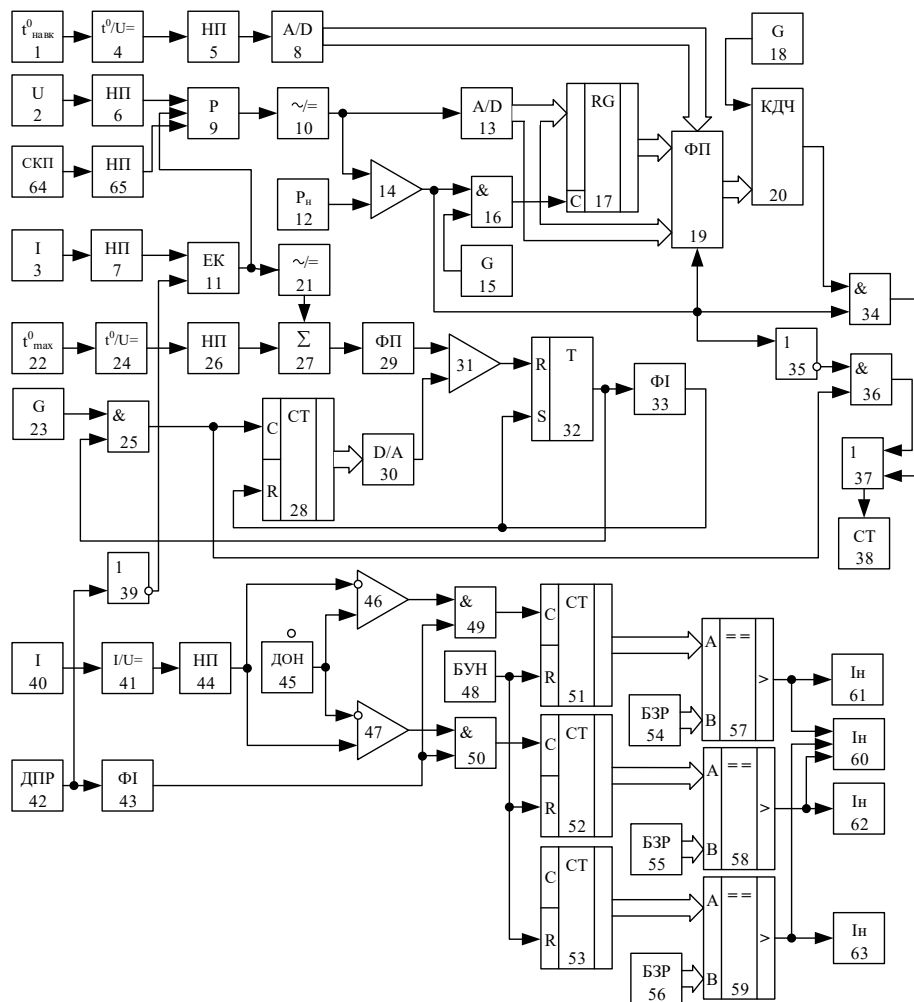 t⁰навк t⁰/U= НП A/D G
1 4 5 8 18
U НП P ~/= A/D RG ФП КДЧ
2 6 9 10 13 17 19 20
СКП НП Pн 14 & C
64 65 12 16
I НП ЕК ~/= G &
3 7 11 21 15 34
t⁰max t⁰/U= НП Σ ФП 31 R T 1 &
22 24 26 27 29 35 36
G & C CT D/A S ФІ
23 25 30 32 33
R 28 1
37
1 CT
39 38
46 & C CT A ==
49
I I/U= НП ДОН БУН R > Ін
40 41 44 45 48 51 61
47 & C CT БЗР B Ін
50 54 57 60
ДПР ФІ A == > Ін
42 43 62
R БЗР B
52 55 58
C CT A ==
R > Ін
53 63
БЗР B
56 59